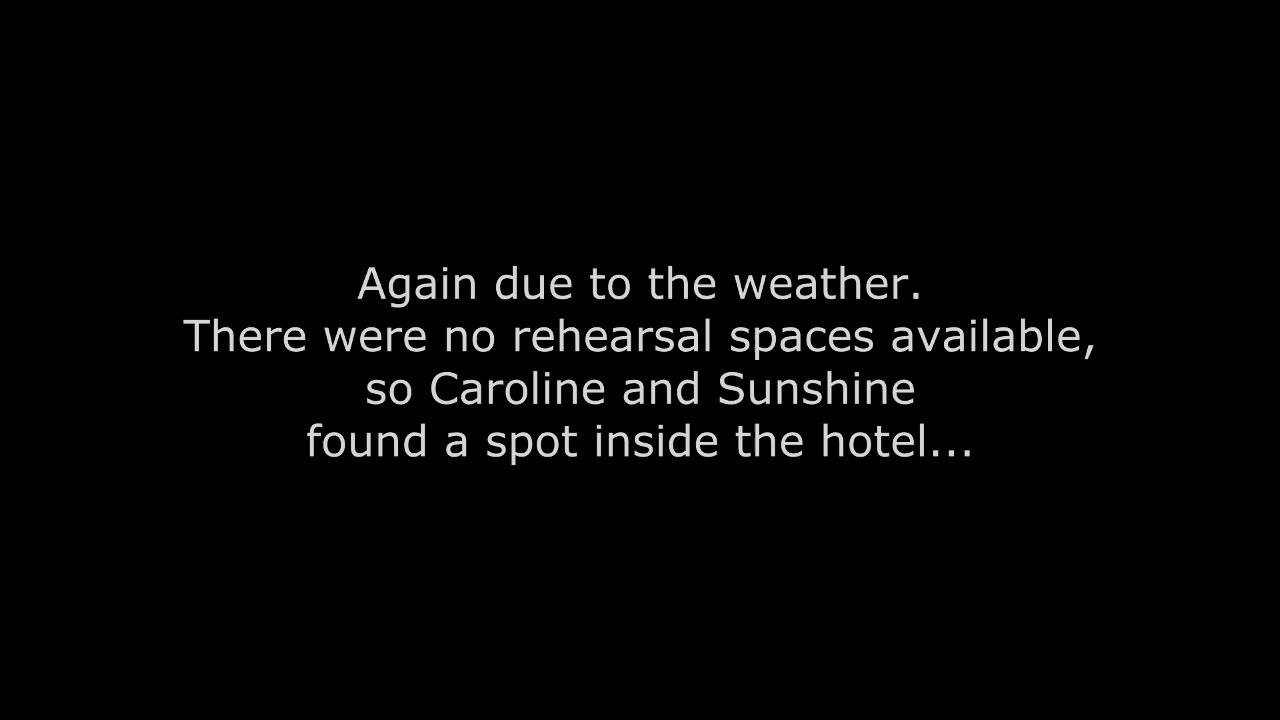 Again due to the weather.
There were no rehearsal spaces available,
so Caroline and Sunshine
found a spot inside the hotel...